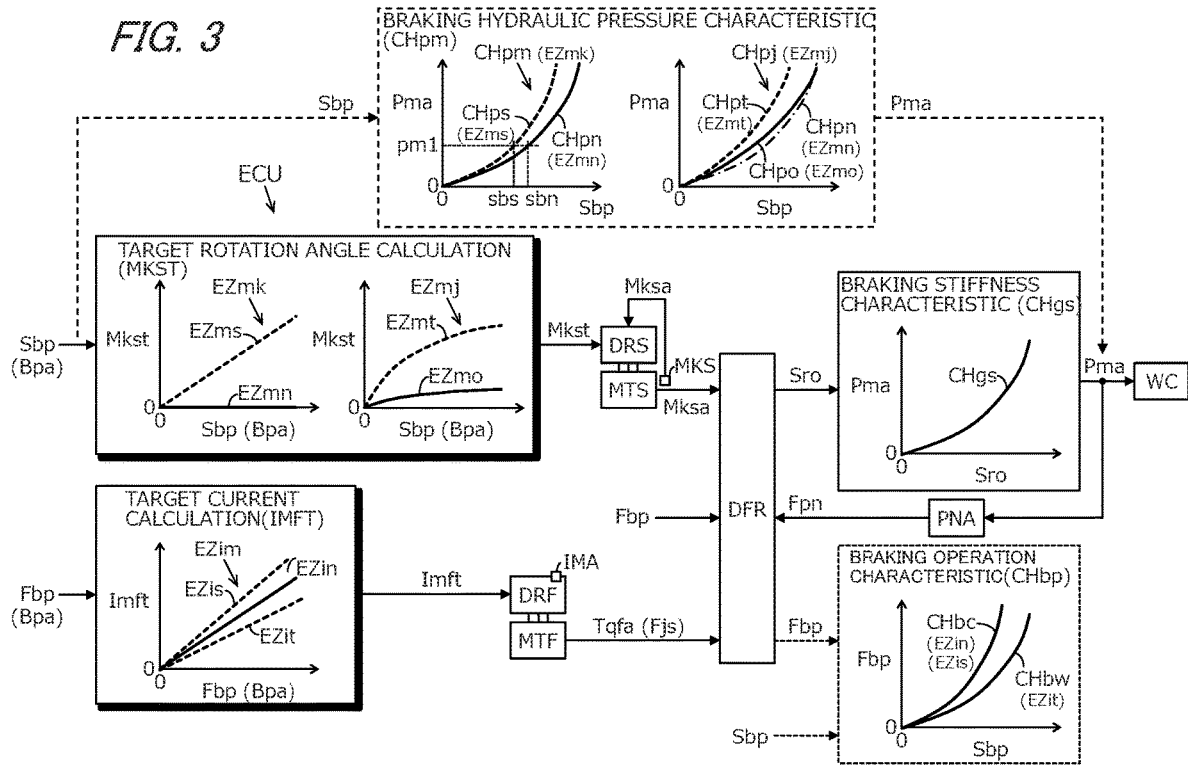 FIG. 3
BRAKING HYDRAULIC PRESSURE CHARACTERISTIC
(CHpm)
CHpm (EZmk)
Pma
CHps
(EZms)
CHpn
(EZmn)
pm1
0
0
sbs
sbn
Sbp
CHpj (EZmj)
Pma
CHpt
(EZmt)
CHpn
(EZmn)
CHpo (EZmo)
0
0
Sbp
Sbp
Pma
ECU
TARGET ROTATION ANGLE CALCULATION
(MKST)
EZmk
Mkst
EZms
EZmn
0
0
Sbp (Bpa)
EZmj
Mkst
EZmt
EZmo
0
0
Sbp (Bpa)
Sbp
(Bpa)
Mkst
Mksa
DRS
MKS
MTS
Mksa
DFR
Sro
BRAKING STIFFNESS
CHARACTERISTIC (CHgs)
Pma
CHgs
0
0
Sro
Pma
WC
Fbp
Fpn
PNA
TARGET CURRENT
CALCULATION(IMFT)
EZim
Imft
EZis
EZin
EZit
0
0
Fbp (Bpa)
Fbp
(Bpa)
Imft
IMA
DRF
MTF
Tqfa (Fjs)
Fbp
Sbp
BRAKING OPERATION
CHARACTERISTIC(CHbp)
Fbp
CHbc
(EZin)
(EZis)
CHbw
(EZit)
0
0
Sbp